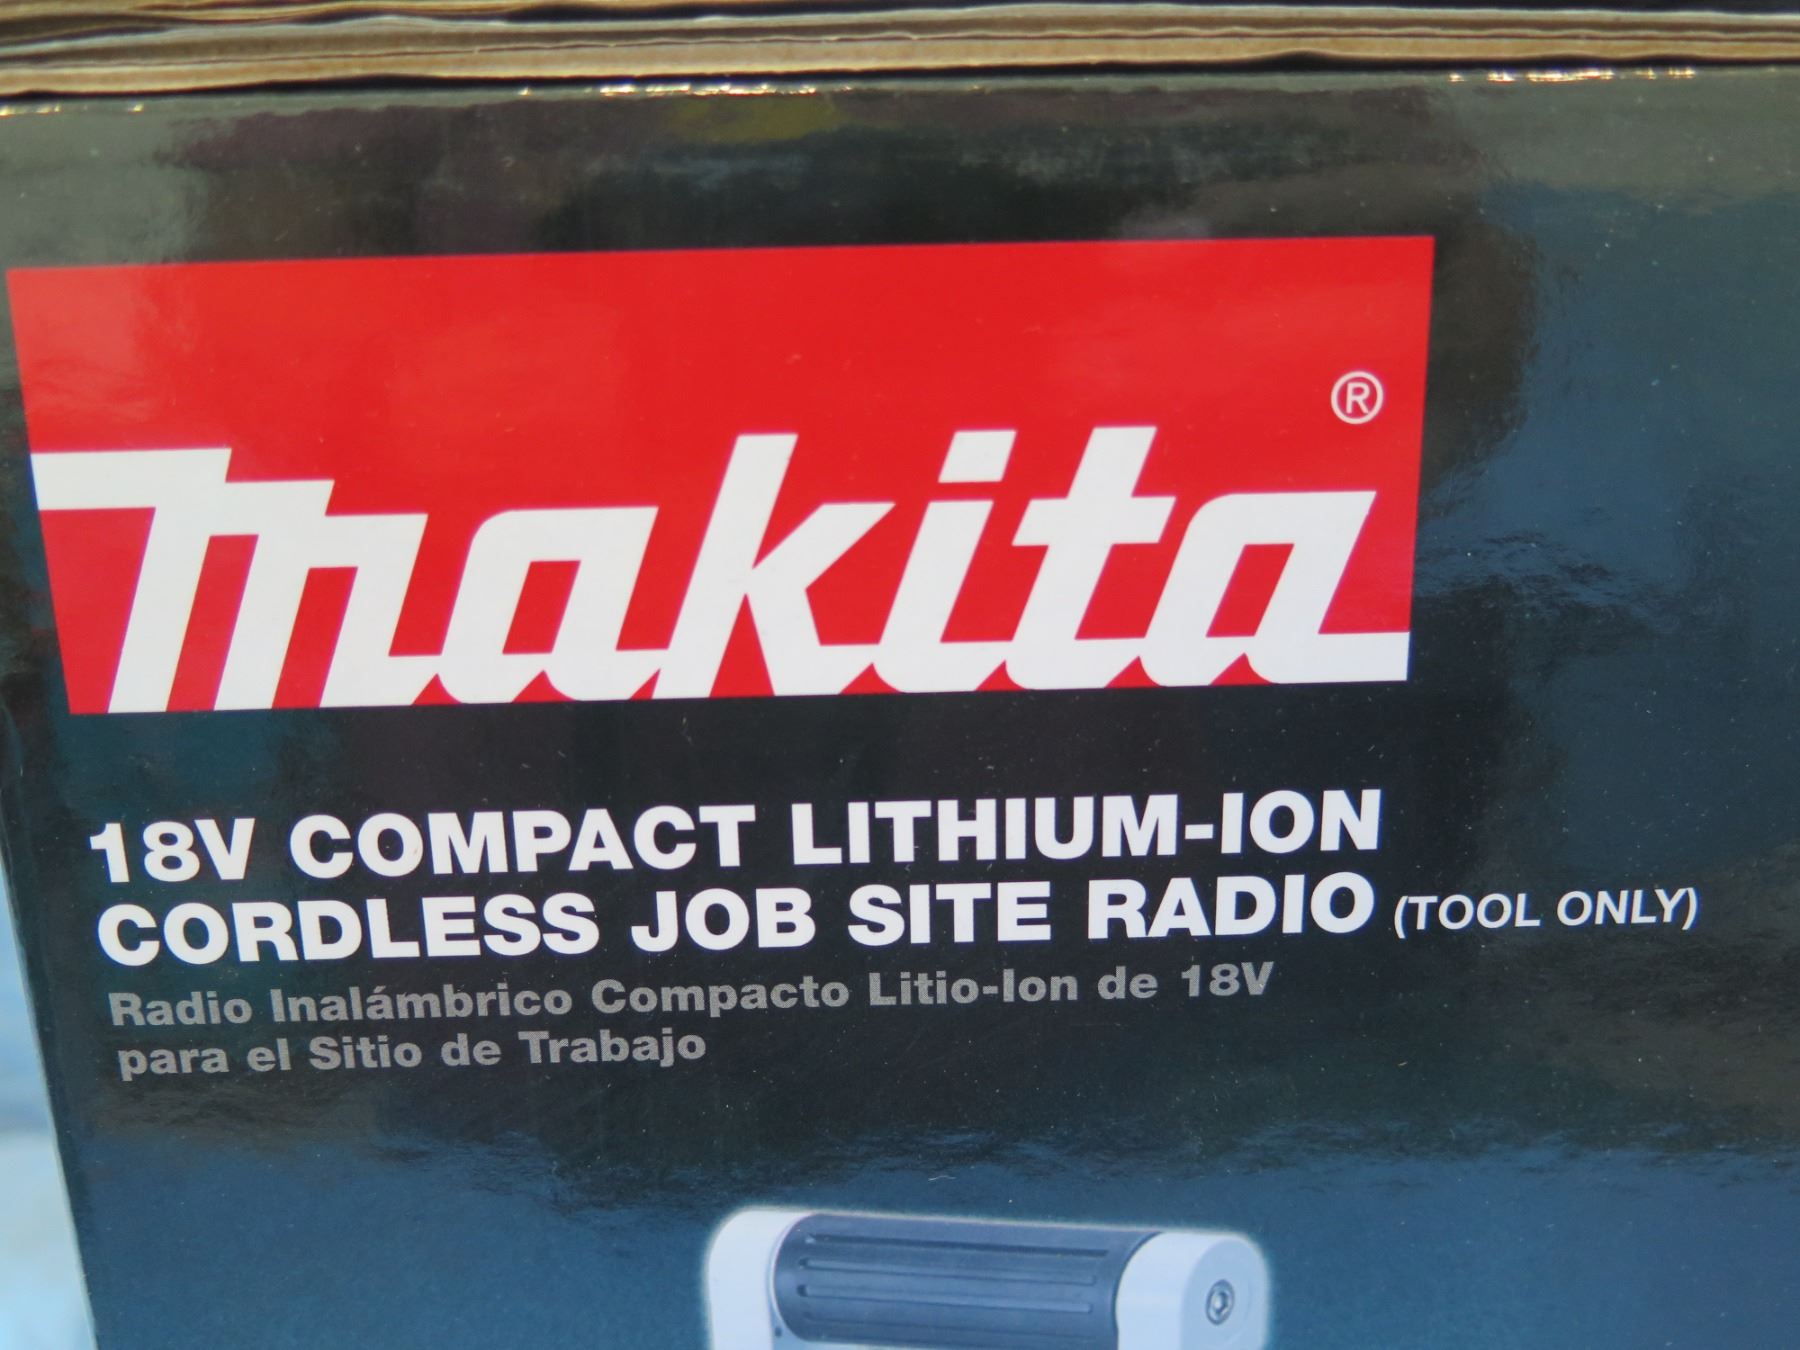 makita®
18V COMPACT LITHIUM-ION
CORDLESS JOB SITE RADIO (TOOL ONLY)
Radio Inalámbrico Compacto Litio-Ion de 18V
para el Sitio de Trabajo